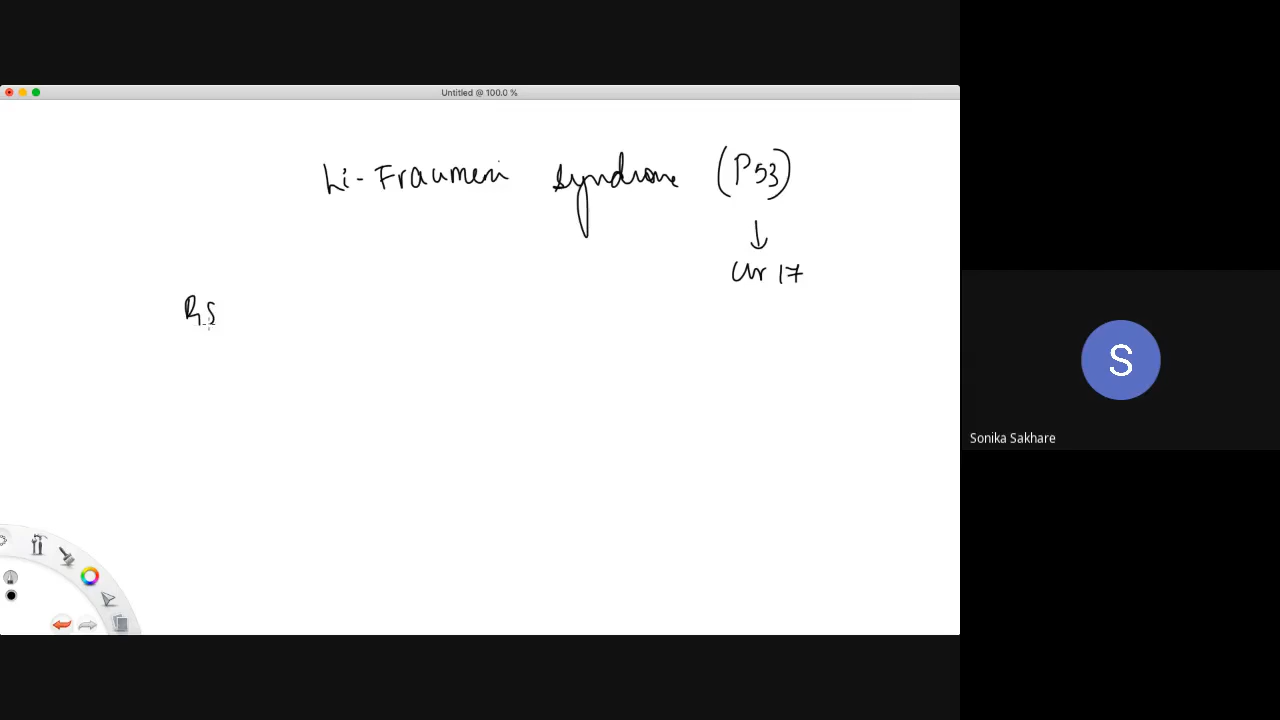 Untitled @ 100.0 %
Li-Fraumeni syndrome (P53)
↓
Chr 17
RS
S
Sonika Sakhare